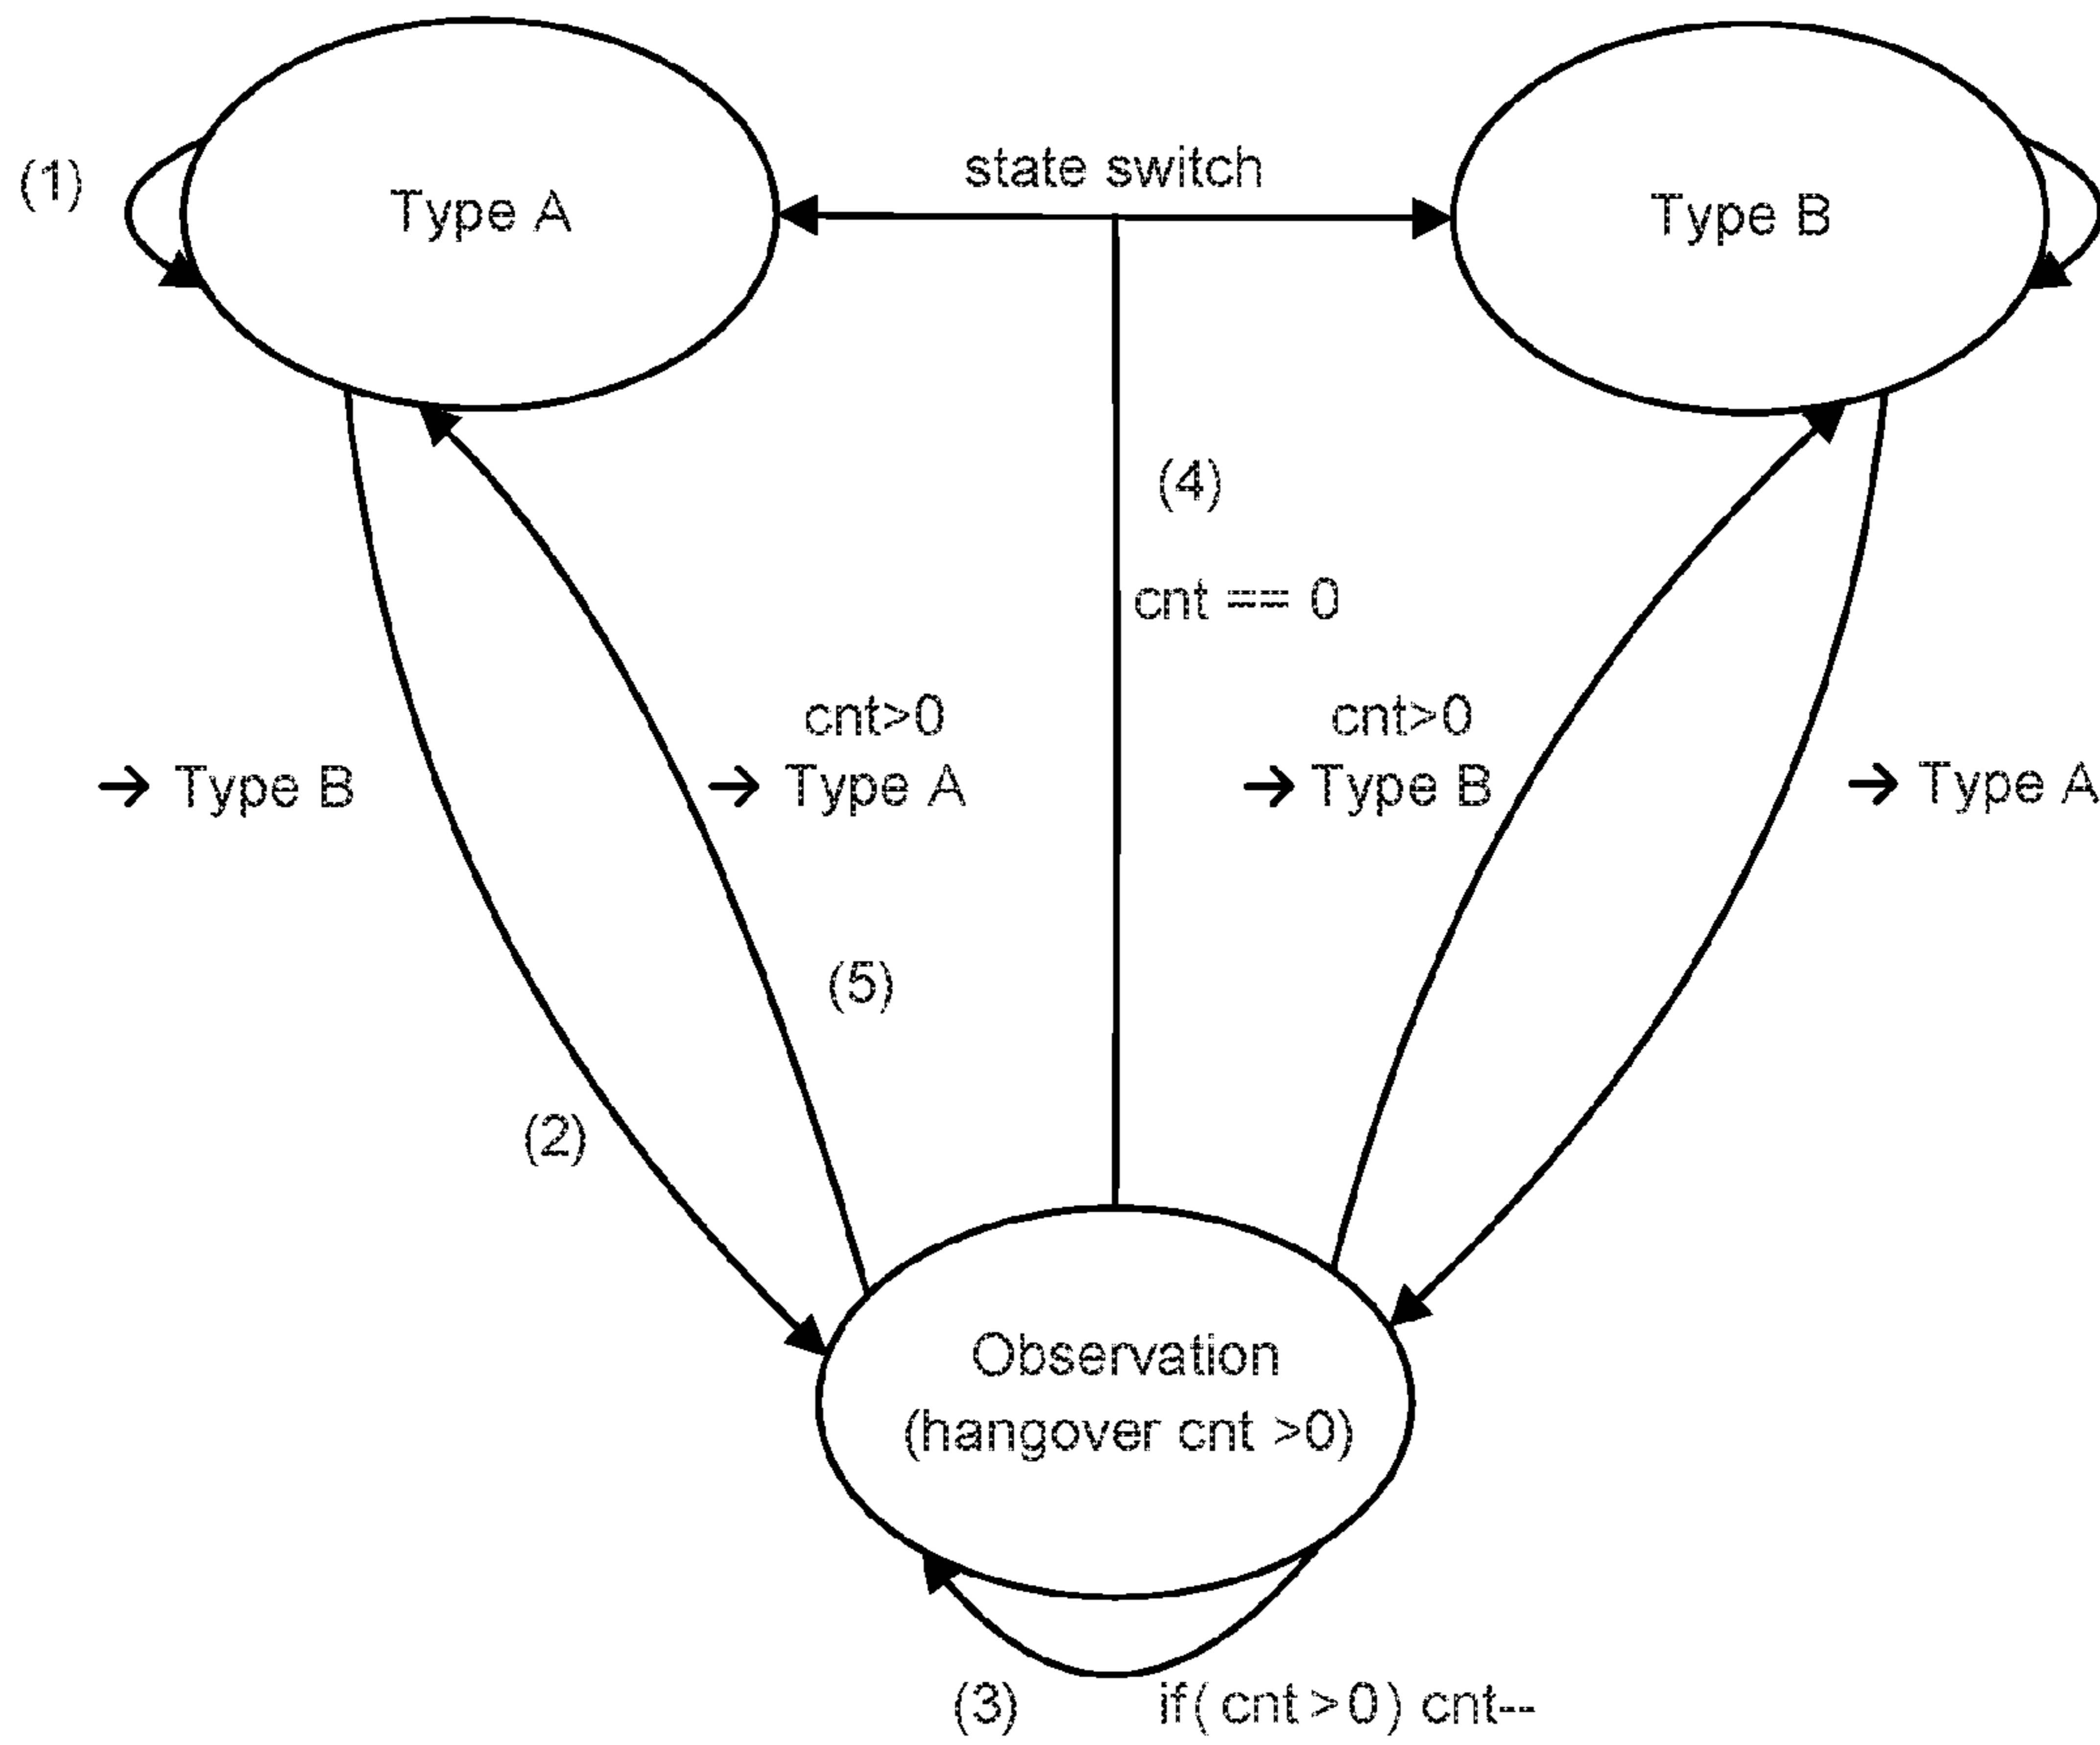 state switch
(1)
Type A
Type B
(4)
cnt == 0
cnt>0
cnt>0
→ Type B
→ Type A
→ Type B
→ Type A
(5)
(2)
Observation
(hangover cnt >0)
(3)
if( cnt > 0 ) cnt--